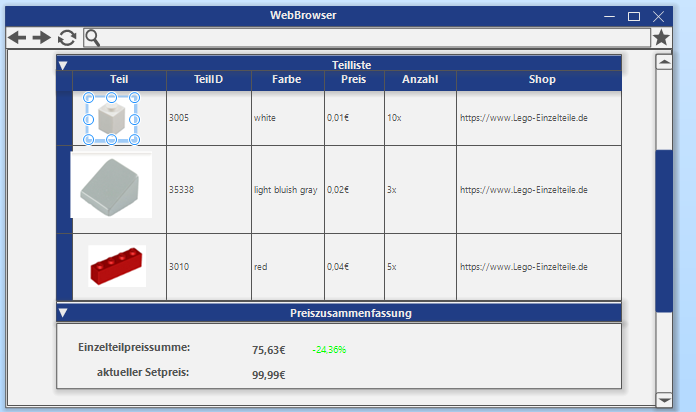 WebBrowser
Teilliste
Teil TeilID Farbe Preis Anzahl Shop
3005 white 0,01€ 10x https://www.Lego-Einzelteile.de
35338 light bluish gray 0,02€ 3x https://www.Lego-Einzelteile.de
3010 red 0,04€ 5x https://www.Lego-Einzelteile.de
Preiszusammenfassung
Einzelteilpreissumme: 75,63€ -24,36%
aktueller Setpreis: 99,99€